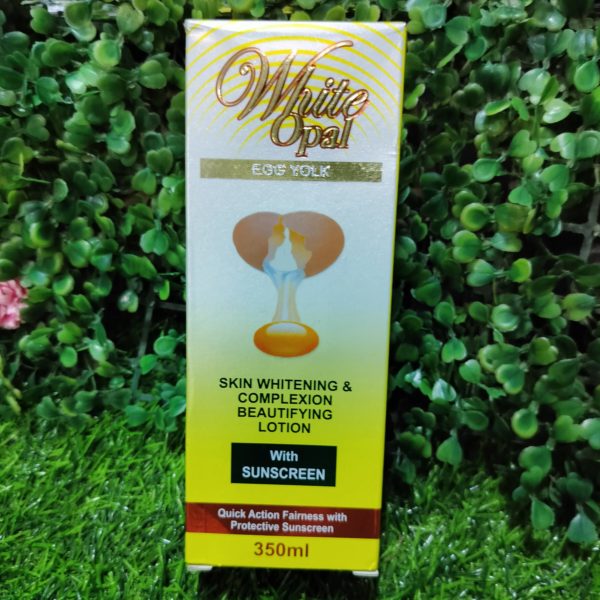 White
Opal
EGG YOLK
SKIN WHITENING &
COMPLEXION
BEAUTIFYING
LOTION
With
SUNSCREEN
Quick Action Fairness with
Protective Sunscreen
350ml